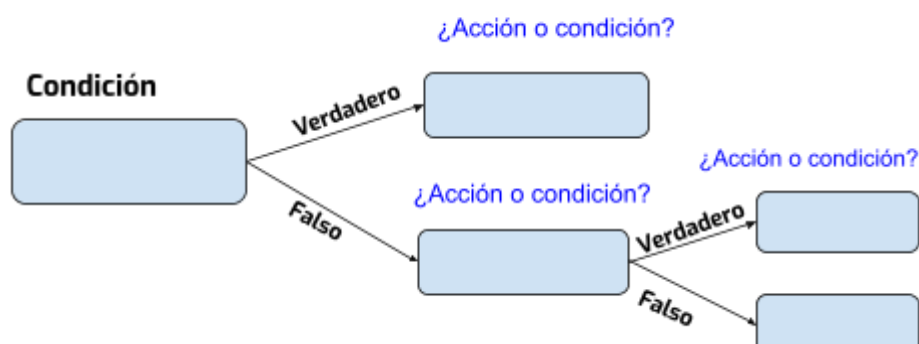 ¿Acción o condición?
Condición
Verdadero
¿Acción o condición?
Falso
¿Acción o condición?
Verdadero
Falso